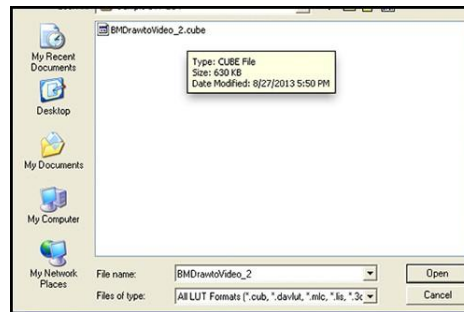 BMDrawtoVideo_2.cube
Type: CUBE File
Size: 630 KB
Date Modified: 8/27/2013 5:50 PM
My Recent
Documents
Desktop
My Documents
My Computer
My Network
Places
File name: BMDrawtoVideo_2 Open
Files of type: All LUT Formats (*.cub, *.davlut, *.mlc, *.lis, *.3c Cancel